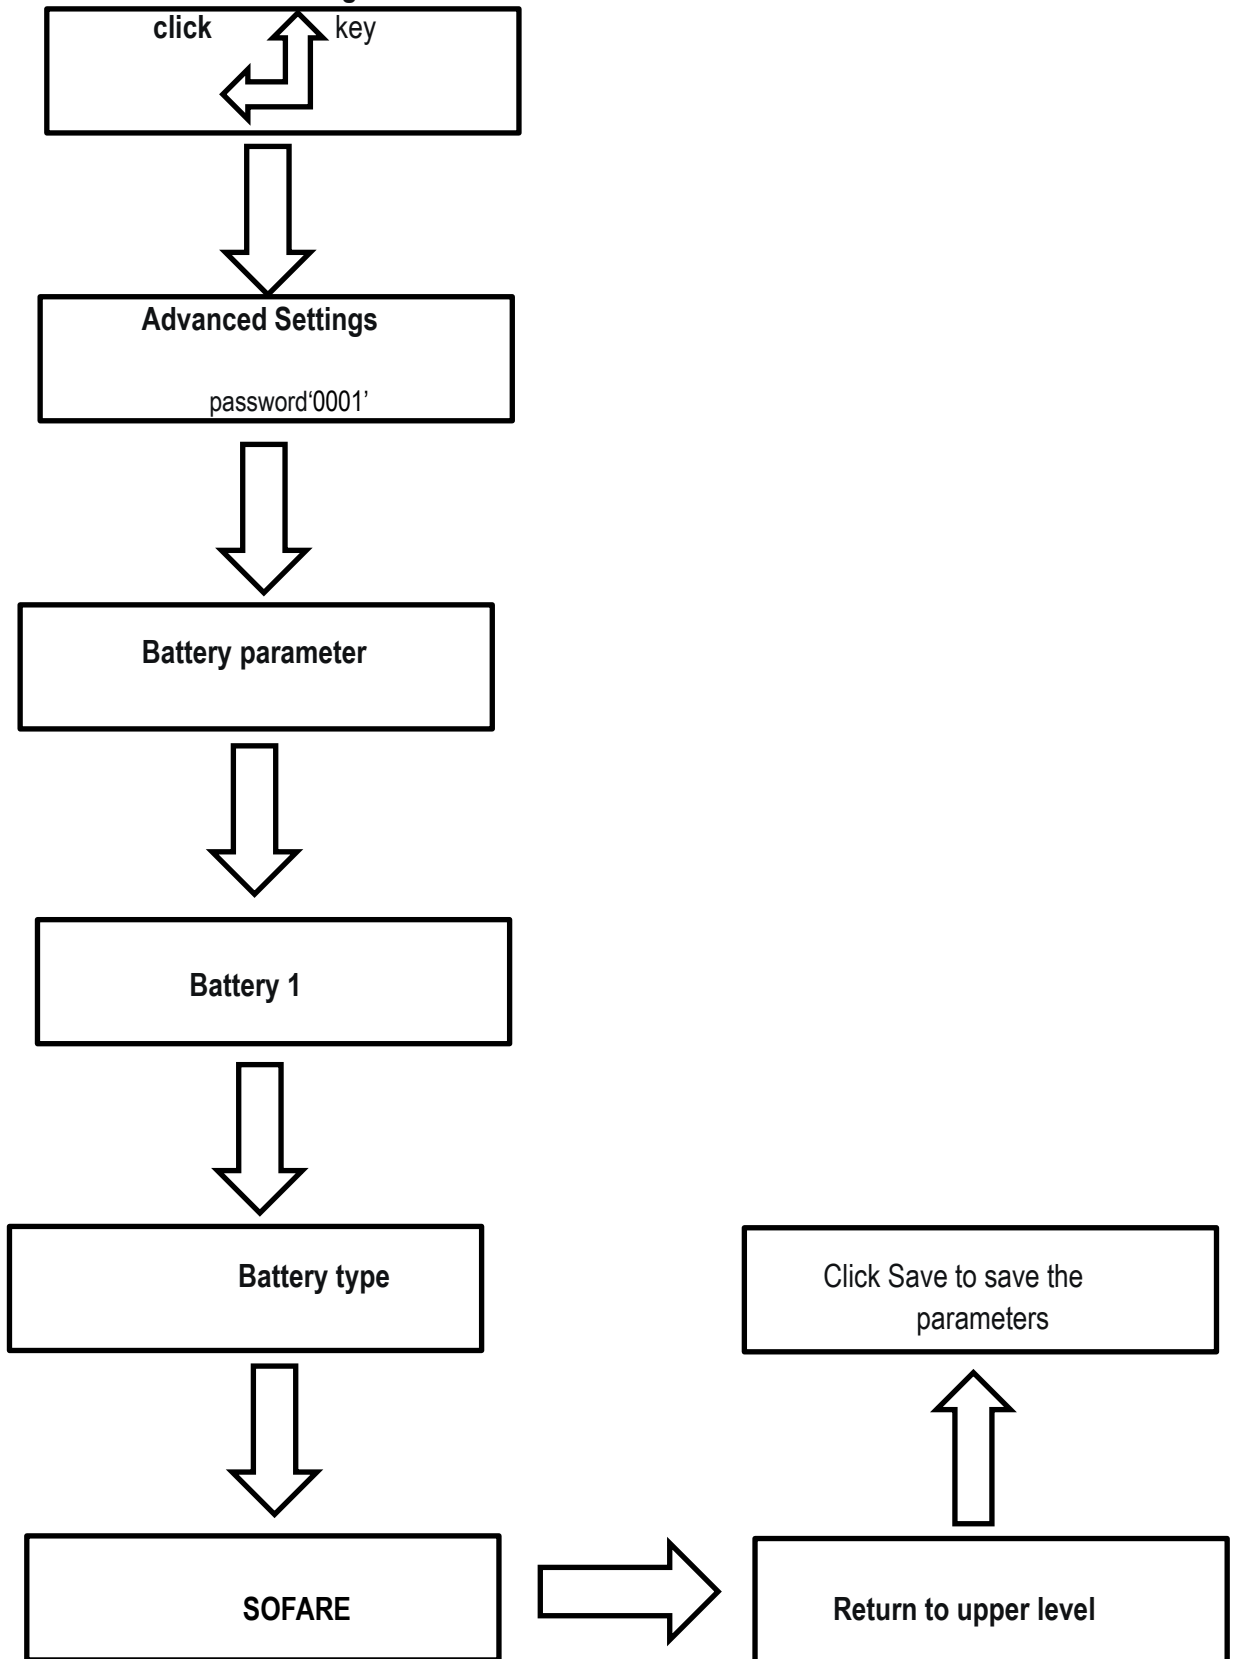 click key
Advanced Settings
password‘0001’
Battery parameter
Battery 1
Battery type
SOFARE
Return to upper level
Click Save to save the
parameters